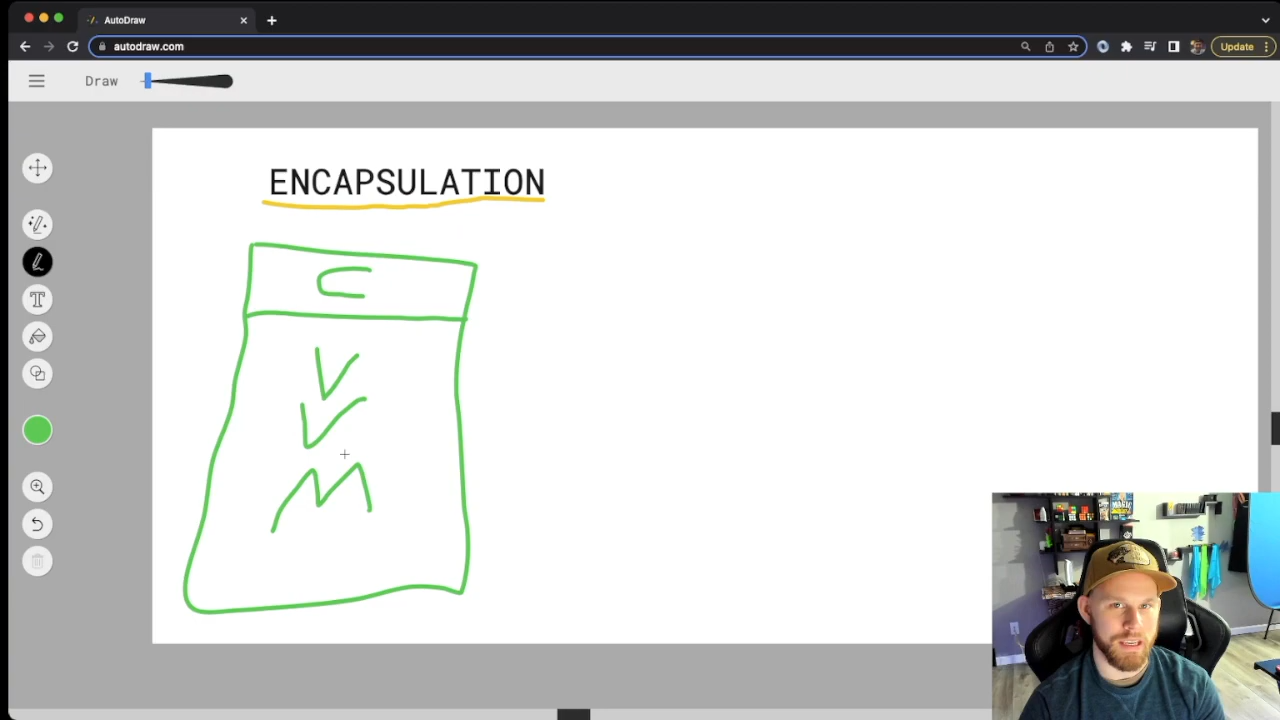 AutoDraw
autodraw.com
Update
Draw
ENCAPSULATION
C
V
V
M